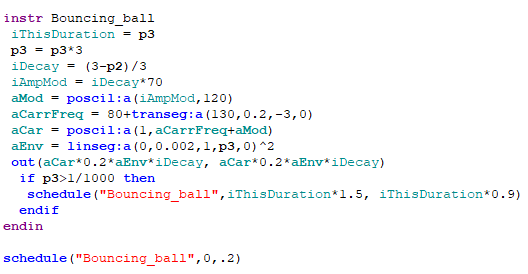 instr Bouncing_ball
iThisDuration = p3
p3 = p3*3
iDecay = (3-p2)/3
iAmpMod = iDecay*70
aMod = poscil:a(iAmpMod,120)
aCarrFreq = 80+transeg:a(130,0.2,-3,0)
aCar = poscil:a(1,aCarrFreq+aMod)
aEnv = linseg:a(0,0.002,1,p3,0)^2
out(aCar*0.2*aEnv*iDecay, aCar*0.2*aEnv*iDecay)
if p3>1/1000 then
schedule("Bouncing_ball",iThisDuration*1.5, iThisDuration*0.9)
endif
endin
schedule("Bouncing_ball",0,.2)